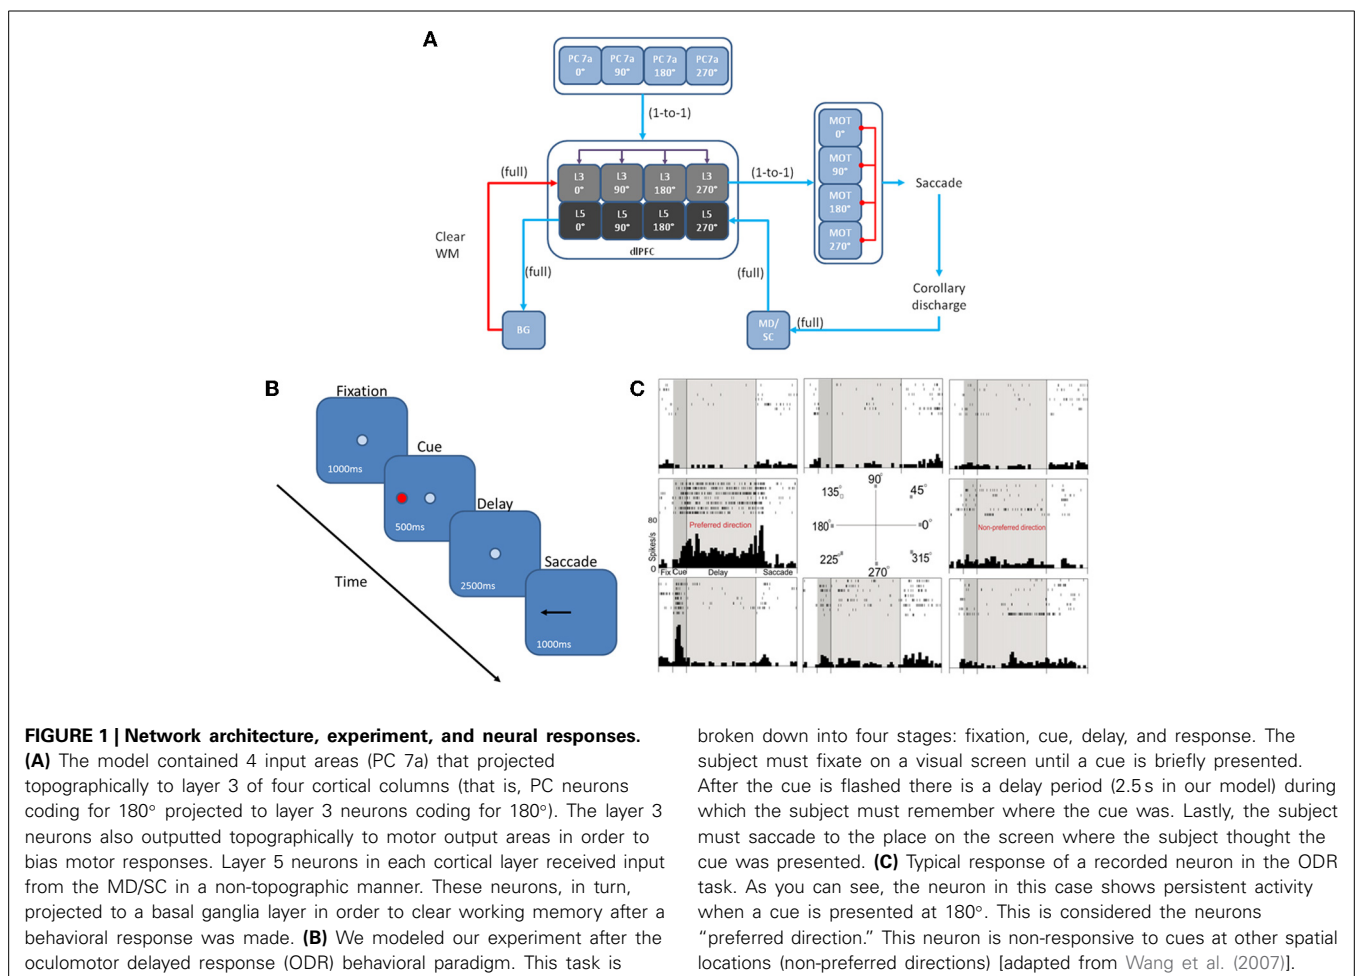 A
PC 7a
0°
PC 7a
90°
PC 7a
180°
PC7a
270°
(1-to-1)
(full)
L3
0°
L3
90°
L3
180°
L3
270°
L5
0°
L5
90°
L5
180°
L5
270°
dlPFC
(1-to-1)
MOT
0°
MOT
90°
MOT
180°
MOT
270°
Saccade
Clear
WM
(full)
(full)
Corollary
discharge
BG
MD/
SC
(full)
B
Fixation
1000ms
Cue
500ms
Delay
2500ms
Saccade
1000ms
Time
C
80
Spikes/s
0
Preferred direction
Fix
Cue
Delay
Saccade
90°
135°
45°
180°
0°
225°
315°
270°
Non-preferred direction
FIGURE 1 | Network architecture, experiment, and neural responses.
(A) The model contained 4 input areas (PC 7a) that projected
topographically to layer 3 of four cortical columns (that is, PC neurons
coding for 180° projected to layer 3 neurons coding for 180°). The layer 3
neurons also outputted topographically to motor output areas in order to
bias motor responses. Layer 5 neurons in each cortical layer received input
from the MD/SC in a non-topographic manner. These neurons, in turn,
projected to a basal ganglia layer in order to clear working memory after a
behavioral response was made. (B) We modeled our experiment after the
oculomotor delayed response (ODR) behavioral paradigm. This task is
broken down into four stages: fixation, cue, delay, and response. The
subject must fixate on a visual screen until a cue is briefly presented.
After the cue is flashed there is a delay period (2.5 s in our model) during
which the subject must remember where the cue was. Lastly, the subject
must saccade to the place on the screen where the subject thought the
cue was presented. (C) Typical response of a recorded neuron in the ODR
task. As you can see, the neuron in this case shows persistent activity
when a cue is presented at 180°. This is considered the neurons
“preferred direction.” This neuron is non-responsive to cues at other spatial
locations (non-preferred directions) [adapted from Wang et al. (2007)].